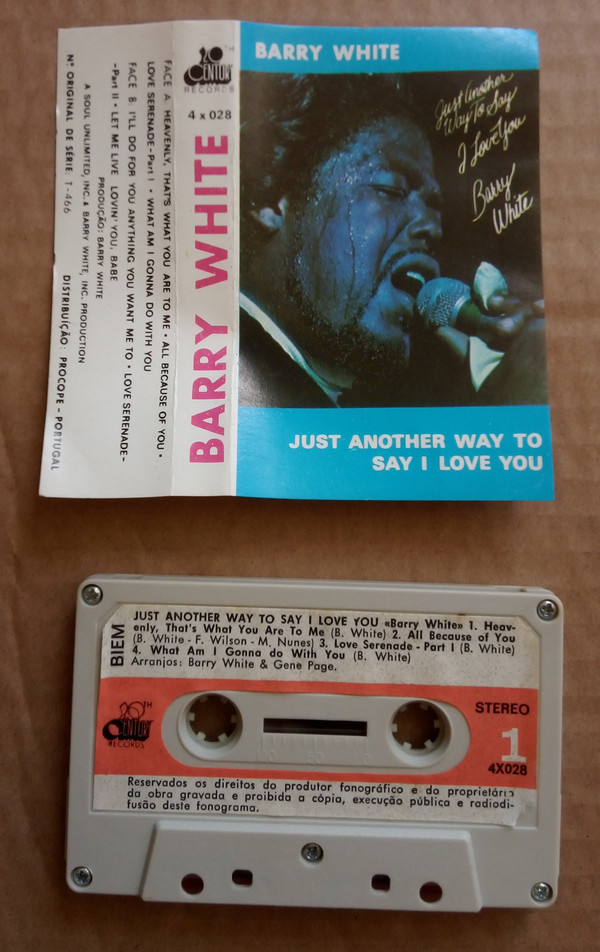 BARRY WHITE
Just Another
Way To Say
I Love You
Barry
White
JUST ANOTHER WAY TO
SAY I LOVE YOU
20 TH
CENTURY
RECORDS
4 x 028
BARRY WHITE
FACE A: HEAVENLY, THAT'S WHAT YOU ARE TO ME • ALL BECAUSE OF YOU •
LOVE SERENADE-Part I • WHAT AM I GONNA DO WITH YOU
FACE B: I'LL DO FOR YOU ANYTHING YOU WANT ME TO • LOVE SERENADE-
-Part II • LET ME LIVE LOVIN' YOU, BABE
PRODUÇÃO: BARRY WHITE
A SOUL UNLIMITED, INC. & BARRY WHITE, INC. PRODUCTION
Nº ORIGINAL DE SÉRIE: T-466 DISTRIBUIÇÃO: PROCOPE - PORTUGAL
BIEM
JUST ANOTHER WAY TO SAY I LOVE YOU «Barry White» 1. Heav-
enly, That's What You Are To Me (B. White) 2. All Because of You
(B. White - F. Wilson - M. Nunes) 3. Love Serenade - Part I (B. White)
4. What Am I Gonna do With You (B. White)
Arranjos: Barry White & Gene Page.
20TH
CENTURY
RECORDS
STEREO
1
4X028
Reservados os direitos do produtor fonográfico e do proprietário
da obra gravada e proibida a cópia, execução pública e radiodi-
fusão deste fonograma.